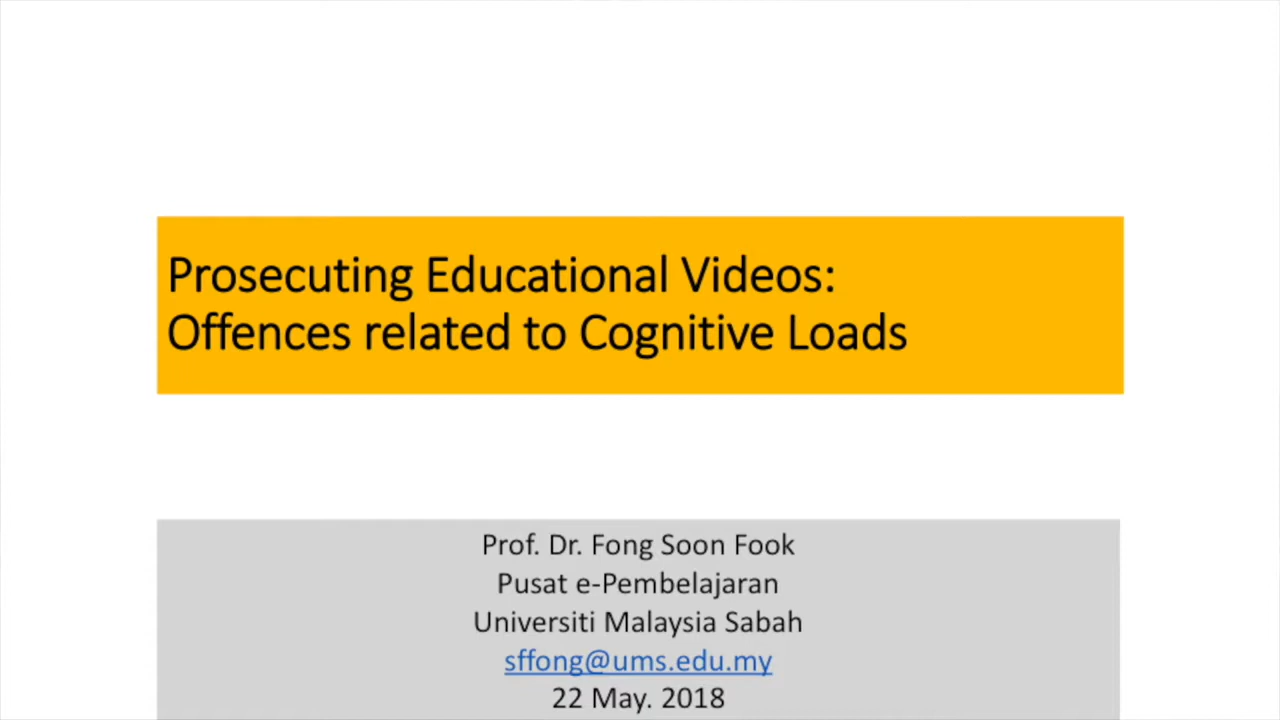 Prosecuting Educational Videos:
Offences related to Cognitive Loads
Prof. Dr. Fong Soon Fook
Pusat e-Pembelajaran
Universiti Malaysia Sabah
sffong@ums.edu.my
22 May. 2018